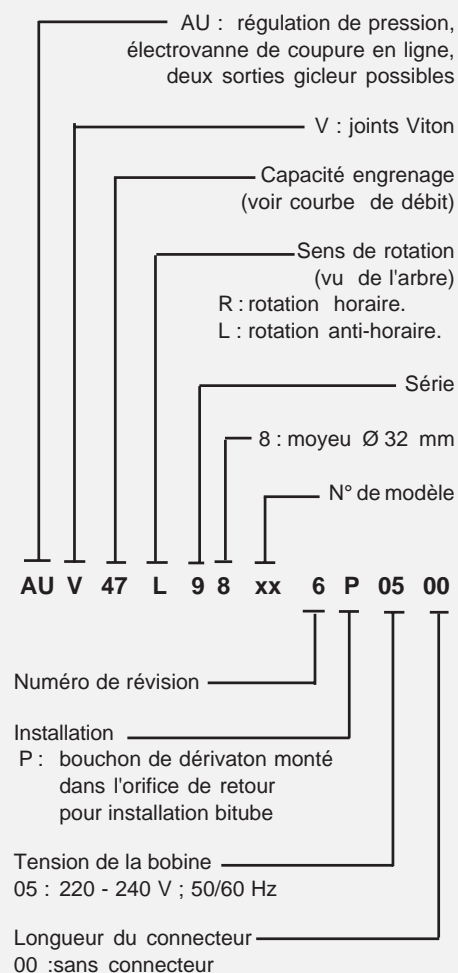 AU : régulation de pression,
électrovanne de coupure en ligne,
deux sorties gicleur possibles
V : joints Viton
Capacité engrenage
(voir courbe de débit)
Sens de rotation
(vu de l'arbre)
R : rotation horaire.
L : rotation anti-horaire.
Série
8 : moyeu Ø 32 mm
N° de modèle
AU V 47 L 9 8 xx 6 P 05 00
Numéro de révision
Installation
P : bouchon de dérivaton monté
dans l'orifice de retour
pour installation bitube
Tension de la bobine
05 : 220 - 240 V ; 50/60 Hz
Longueur du connecteur
00 :sans connecteur